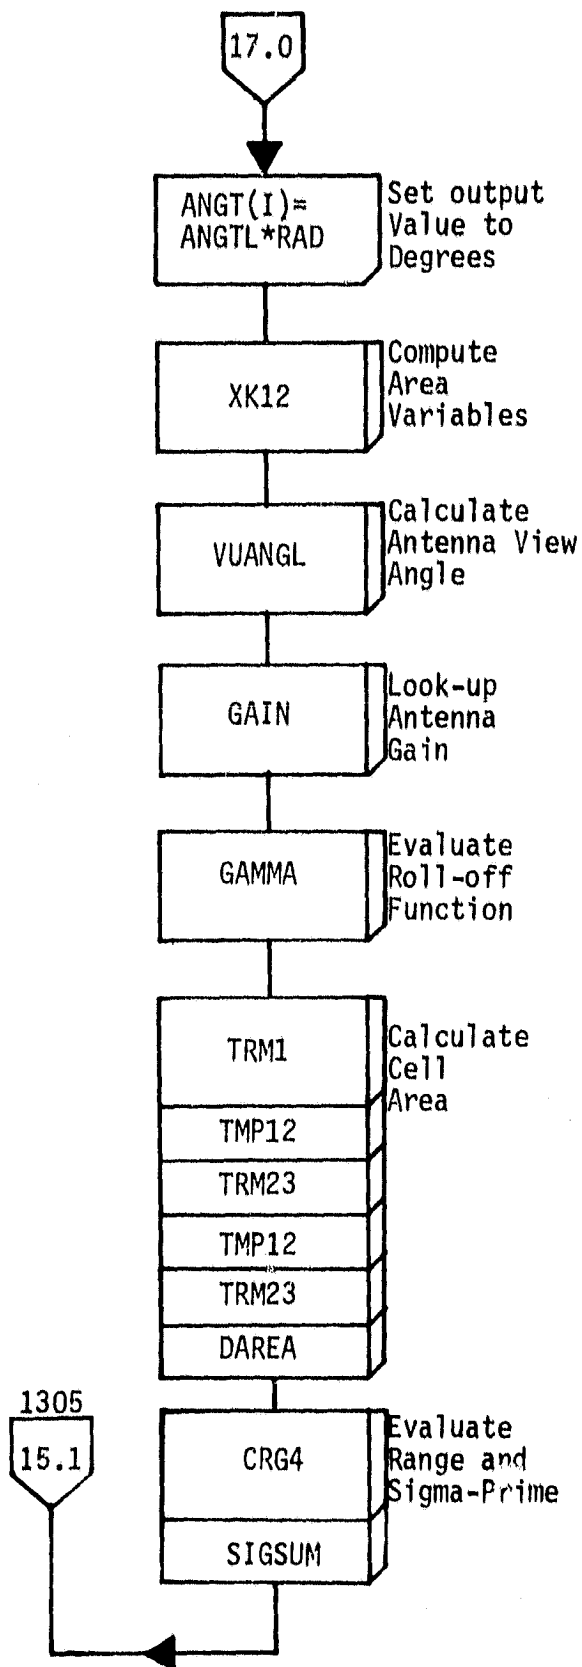 17.0
ANGT(I)=
ANGTL*RAD
Set output
Value to
Degrees
XK12
Compute
Area
Variables
VUANGL
Calculate
Antenna View
Angle
GAIN
Look-up
Antenna
Gain
GAMMA
Evaluate
Roll-off
Function
TRM1
Calculate
Cell
Area
TMP12
TRM23
TMP12
TRM23
DAREA
1305
15.1
CRG4
Evaluate
Range and
Sigma-Prime
SIGSUM